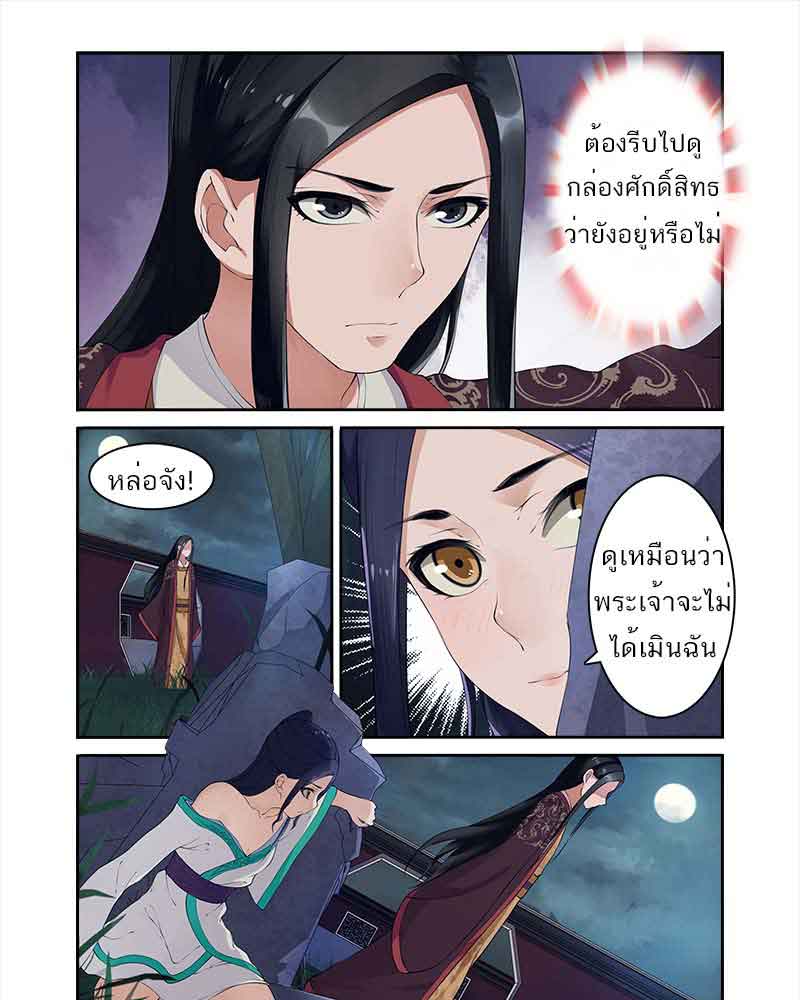 ต้องรีบไปดู
กล่องศักดิ์สิทธ
ว่ายังอยู่หรือไม่
หล่อจัง!
ดูเหมือนว่า
พระเจ้าจะไม่
ได้เมินฉัน